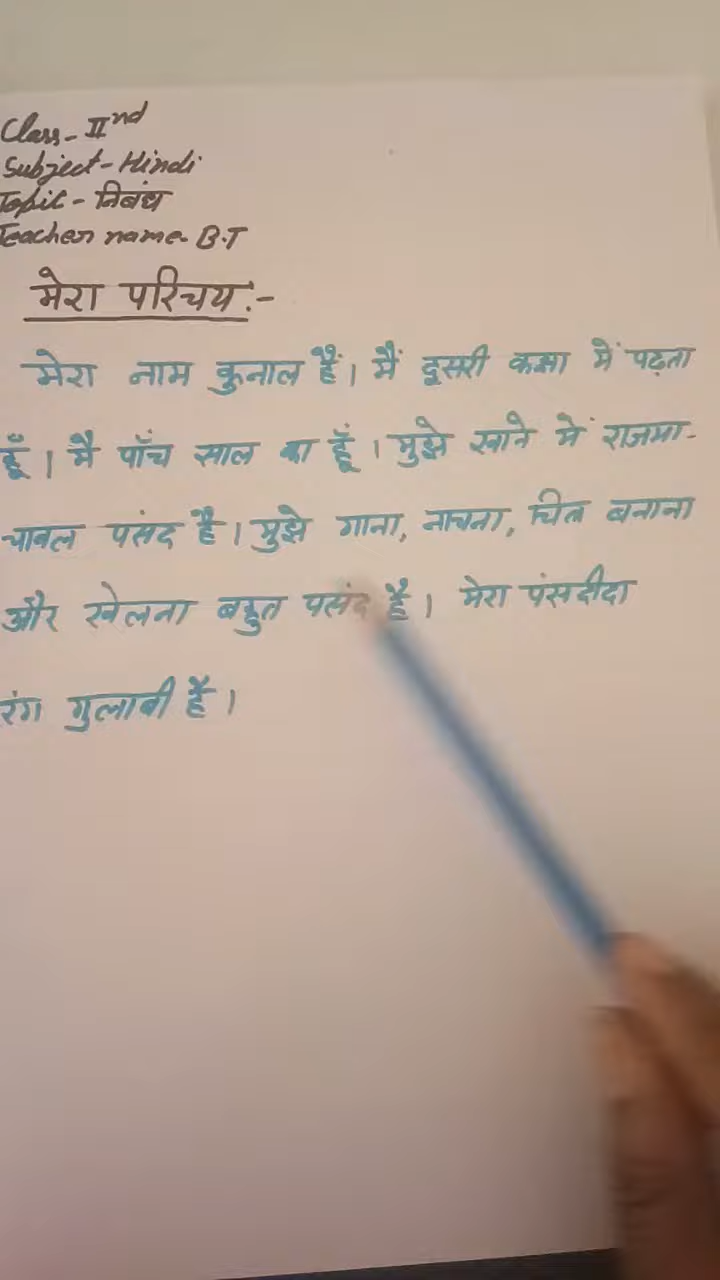 Class- IInd
Subject- Hindi
Topic- निबंध
Teacher name- B.T
मेरा परिचय:-
मेरा नाम कुनाल हैं। मैं दूसरी कक्षा में पढ़ता
हूँ। मै पाँच साल का हूँ। मुझे खाने में राजमा-
चावल पसंद है। मुझे गाना, नाचना, चित्र बनाना
और खेलना बहुत पसंद है। मेरा पंसदीदा
रंग गुलाबी है।